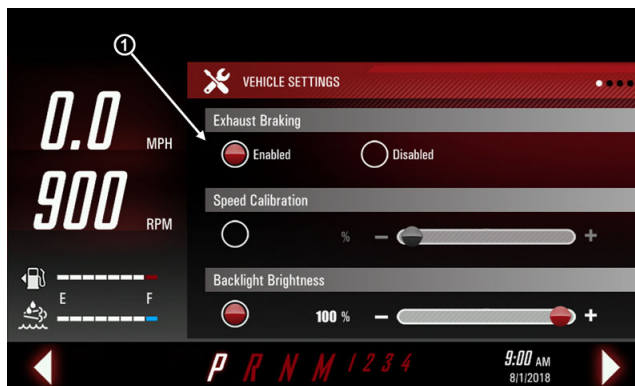 1
VEHICLE SETTINGS
Exhaust Braking
Enabled Disabled
0.0 MPH
Speed Calibration
900 RPM
% – +
E F
Backlight Brightness
100 % – +
P R N M 1 2 3 4
9:00 AM
8/1/2018